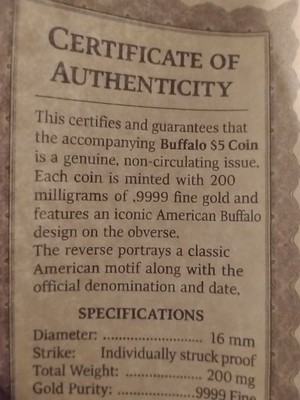 CERTIFICATE OF
AUTHENTICITY
This certifies and guarantees that
the accompanying Buffalo $5 Coin
is a genuine, non-circulating issue.
Each coin is minted with 200
milligrams of .9999 fine gold and
features an iconic American Buffalo
design on the obverse.
The reverse portrays a classic
American motif along with the
official denomination and date.
SPECIFICATIONS
Diameter: ........................ 16 mm
Strike: Individually struck proof
Total Weight: .................... 200 mg
Gold Purity: .................... .9999 Fine